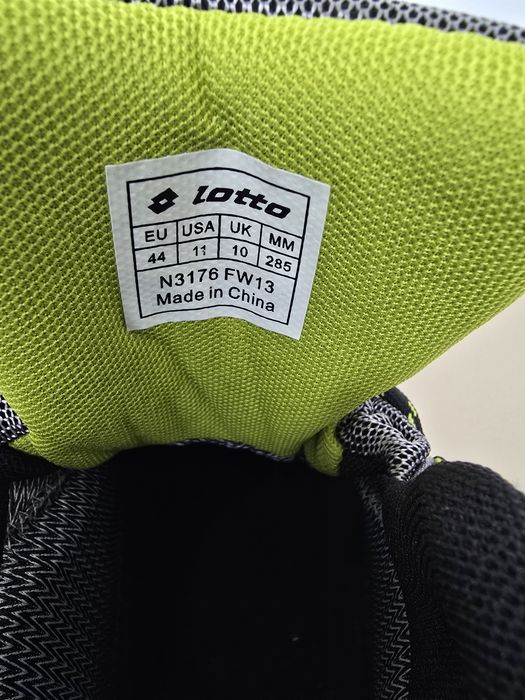 lotto
EU USA UK MM
44 11 10 285
N3176 FW13
Made in China